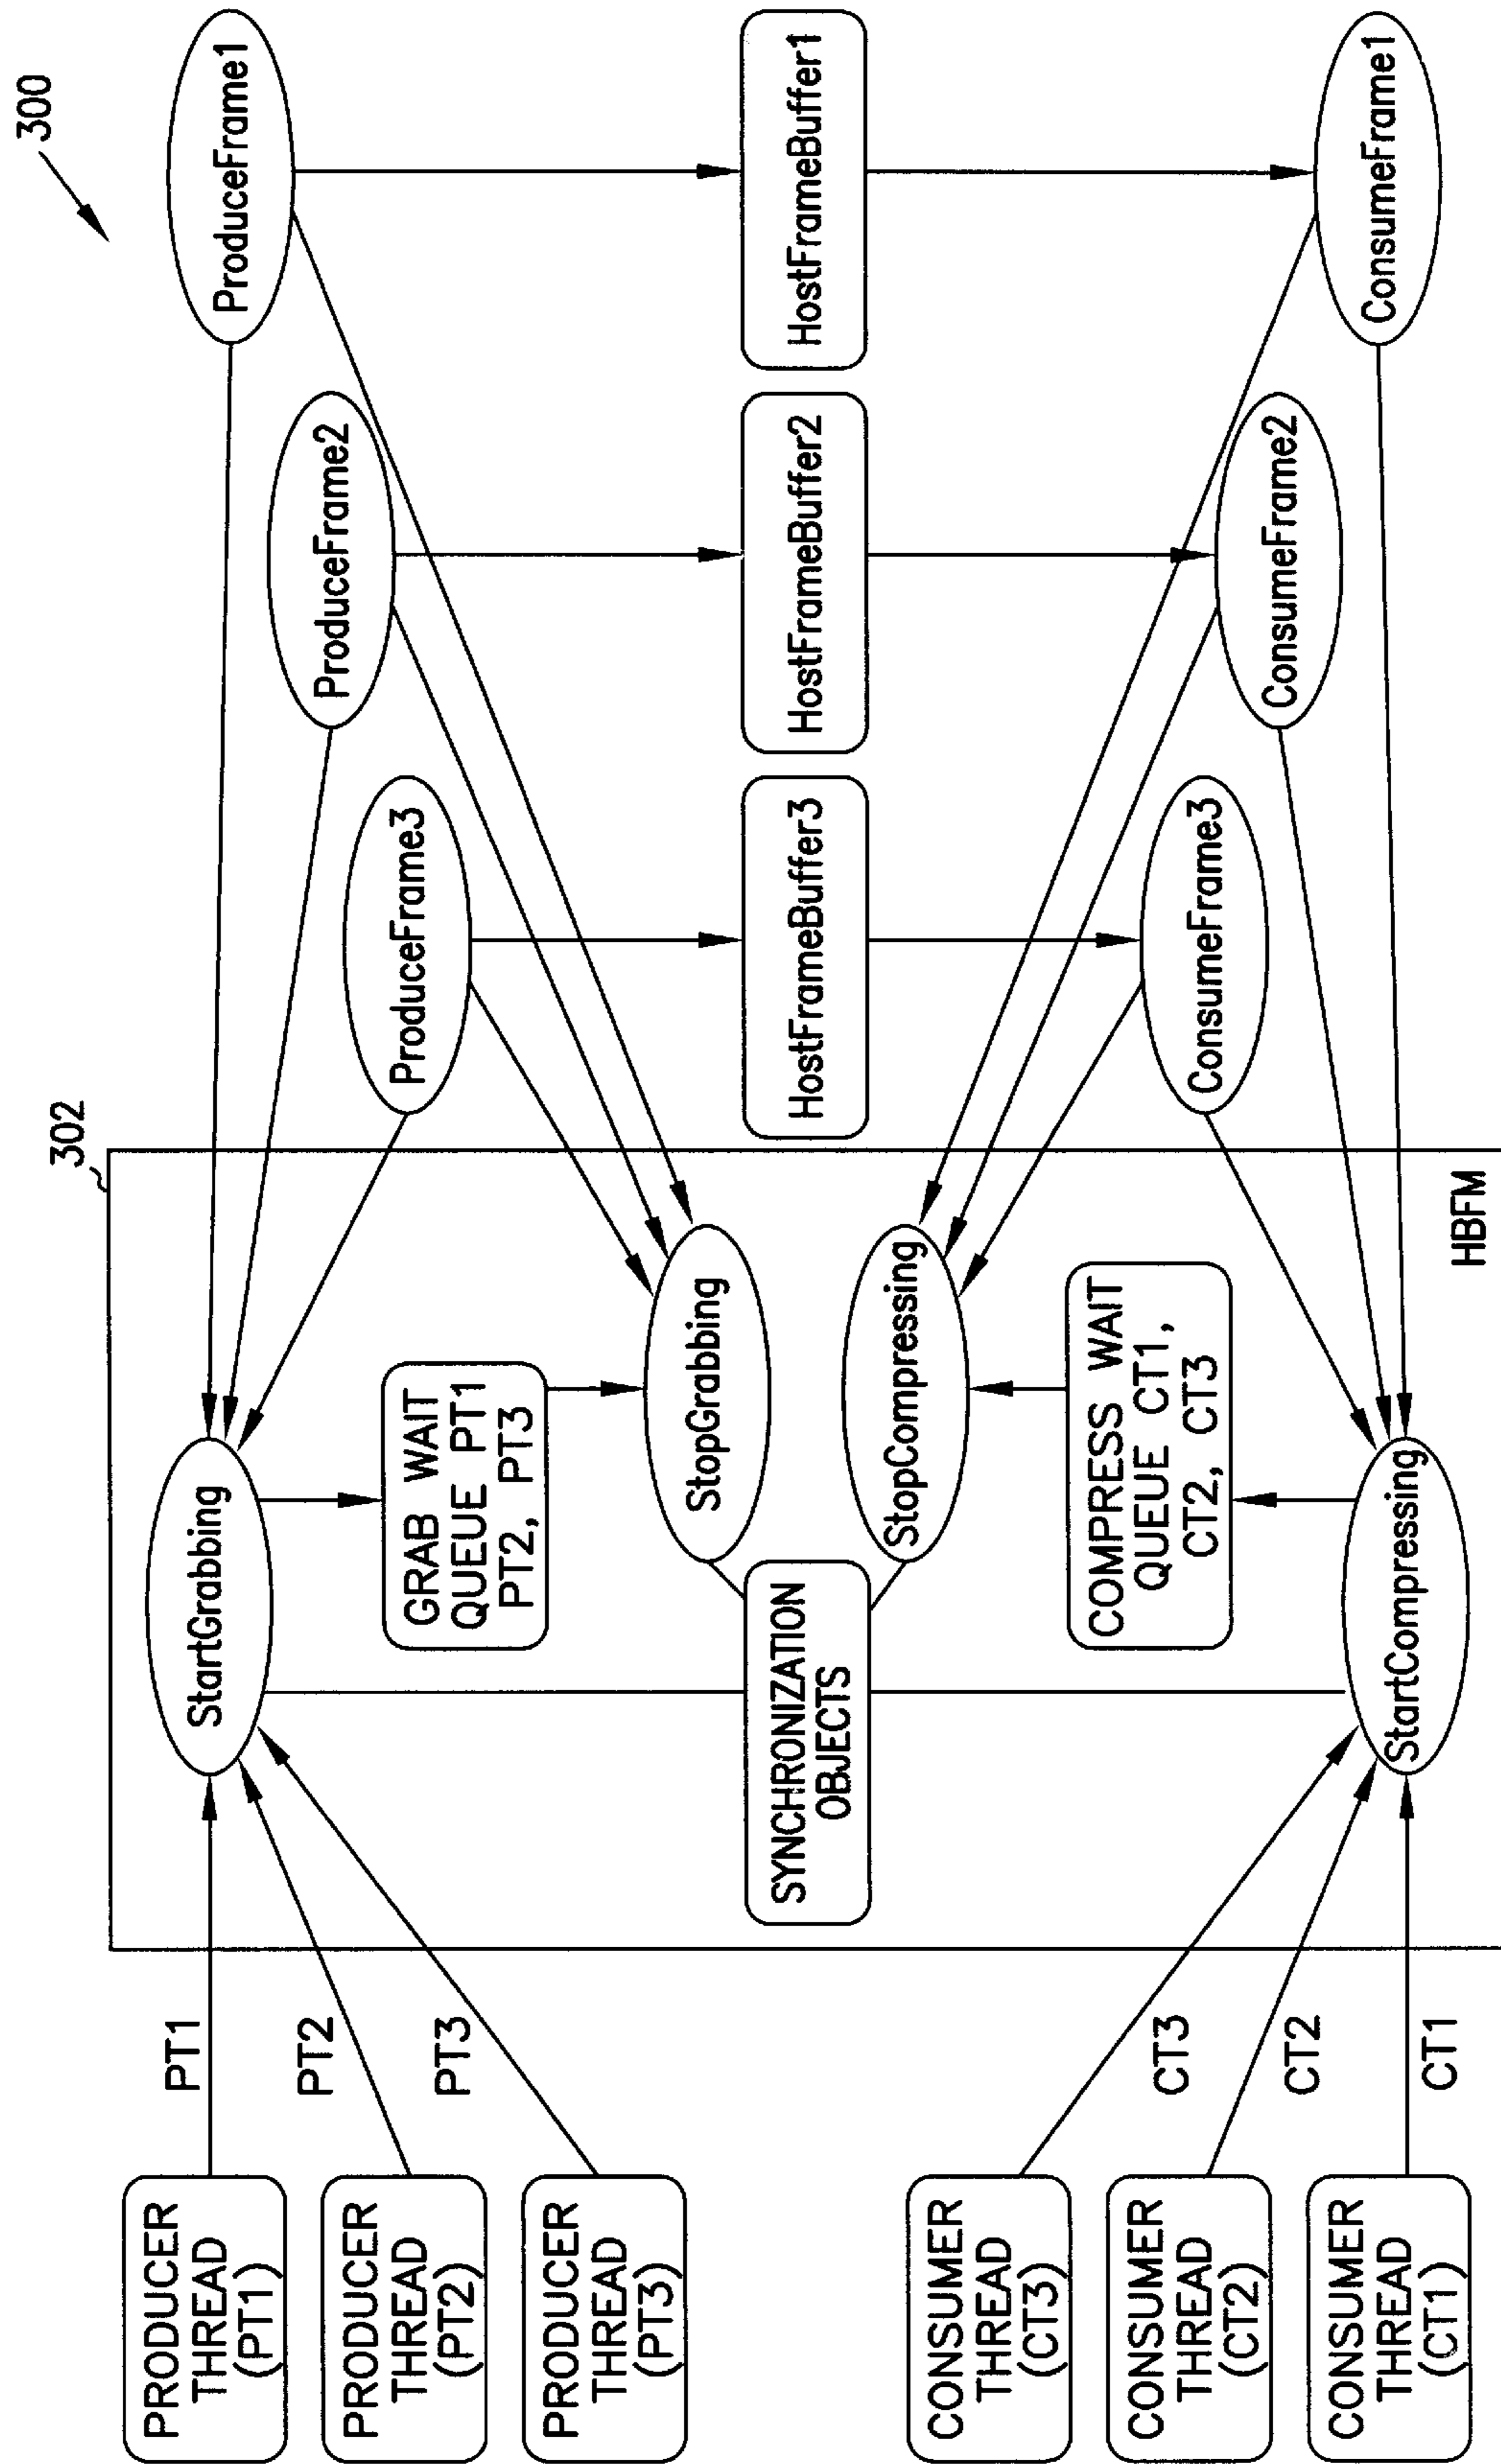 300
302
PRODUCER
THREAD
(PT1)
PT1
PRODUCER
THREAD
(PT2)
PT2
PRODUCER
THREAD
(PT3)
PT3
CONSUMER
THREAD
(CT3)
CT3
CONSUMER
THREAD
(CT2)
CT2
CONSUMER
THREAD
(CT1)
CT1
StartGrabbing
GRAB WAIT
QUEUE PT1
PT2, PT3
StopGrabbing
SYNCHRONIZATION
OBJECTS
StopCompressing
COMPRESS WAIT
QUEUE CT1,
CT2, CT3
StartCompressing
HBFM
ProduceFrame3
ProduceFrame2
ProduceFrame1
HostFrameBuffer3
HostFrameBuffer2
HostFrameBuffer1
ConsumeFrame3
ConsumeFrame2
ConsumeFrame1